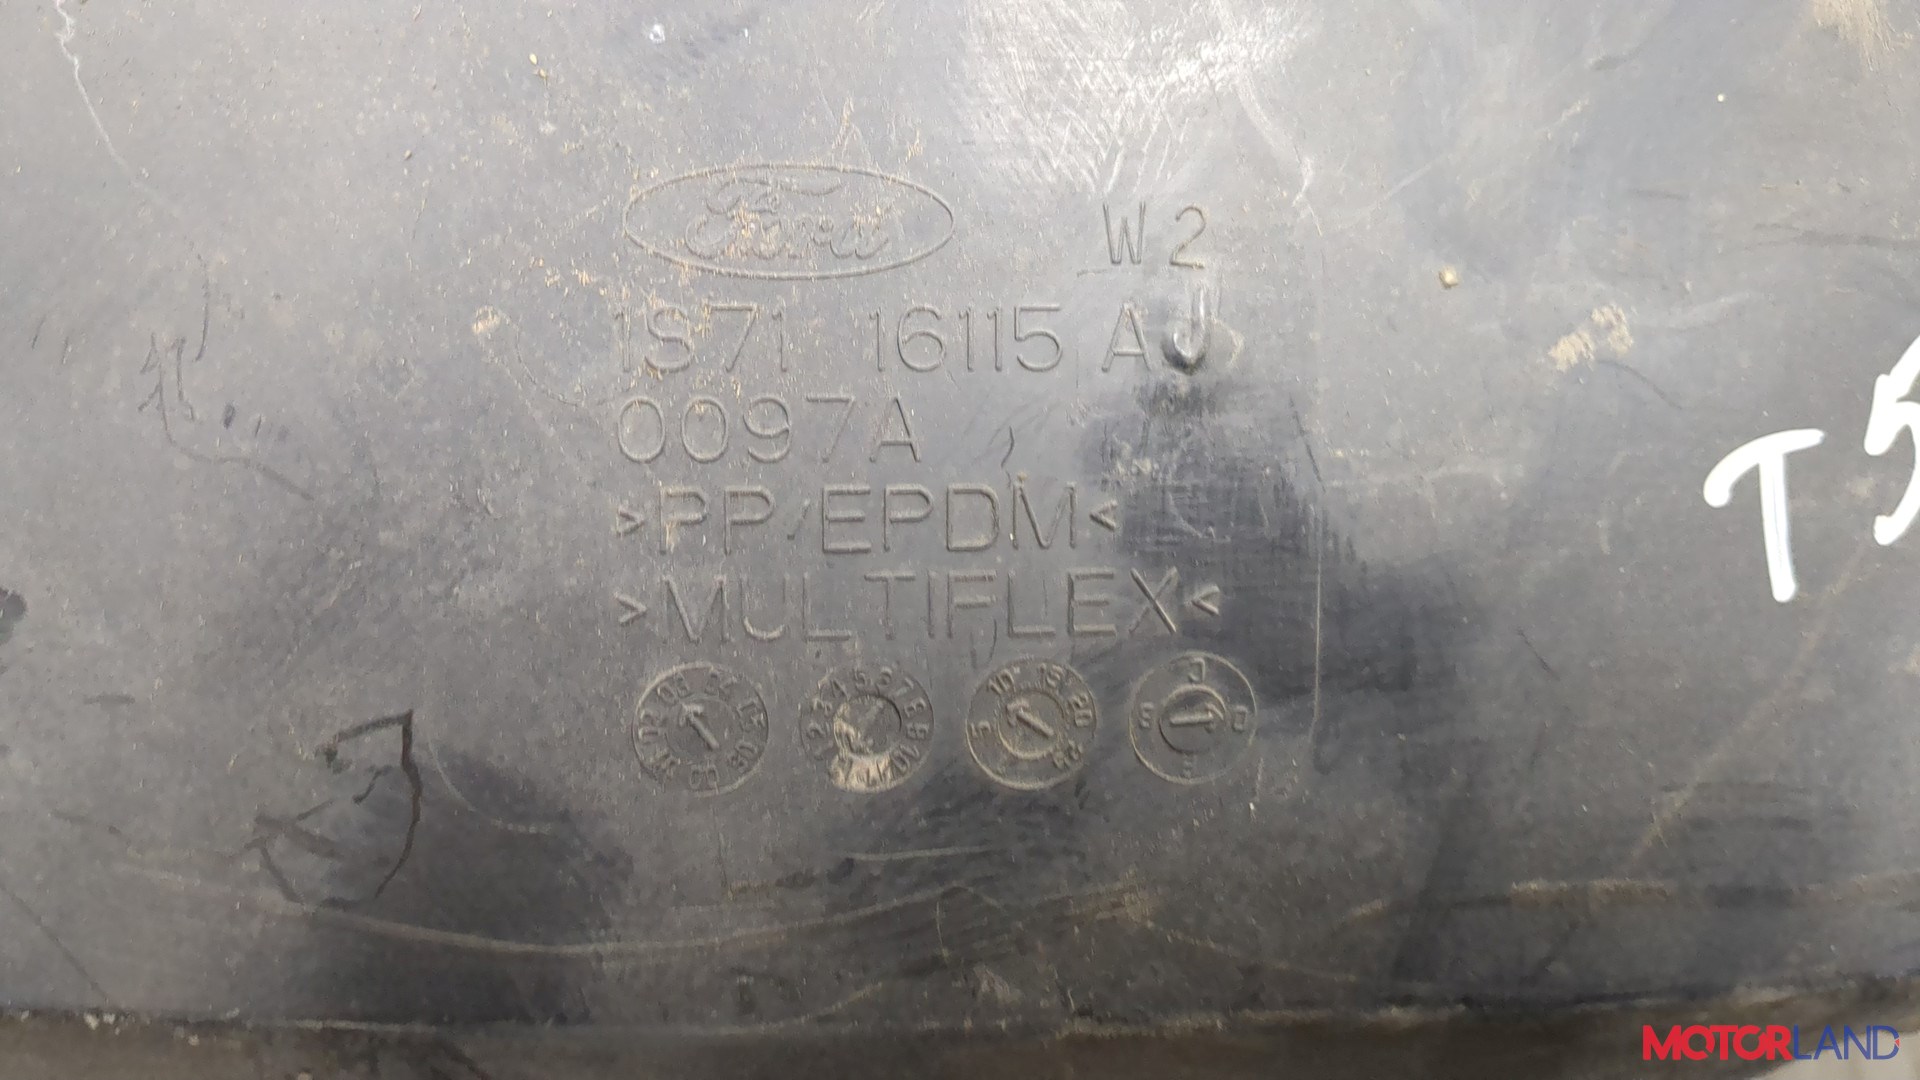 Ford
W2
1S71 16115 AJ
0097A
>PP/EPDM<
>MULTIFLEX<
T5
MOTORLAND